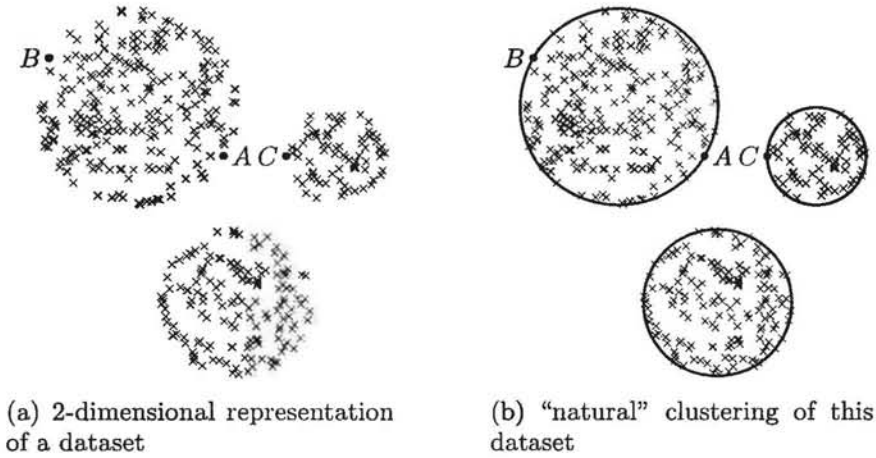 B
A C
B
A C
(a) 2-dimensional representation
of a dataset
(b) “natural” clustering of this
dataset